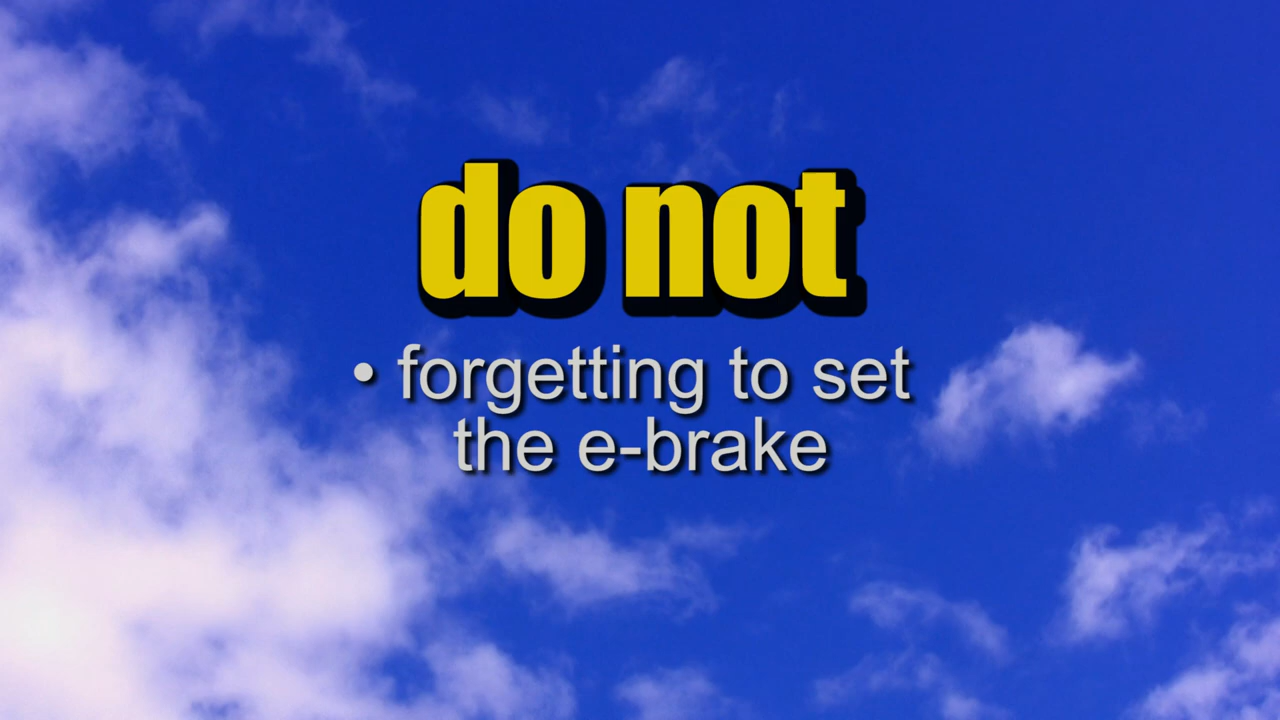 do not
• forgetting to set
the e-brake